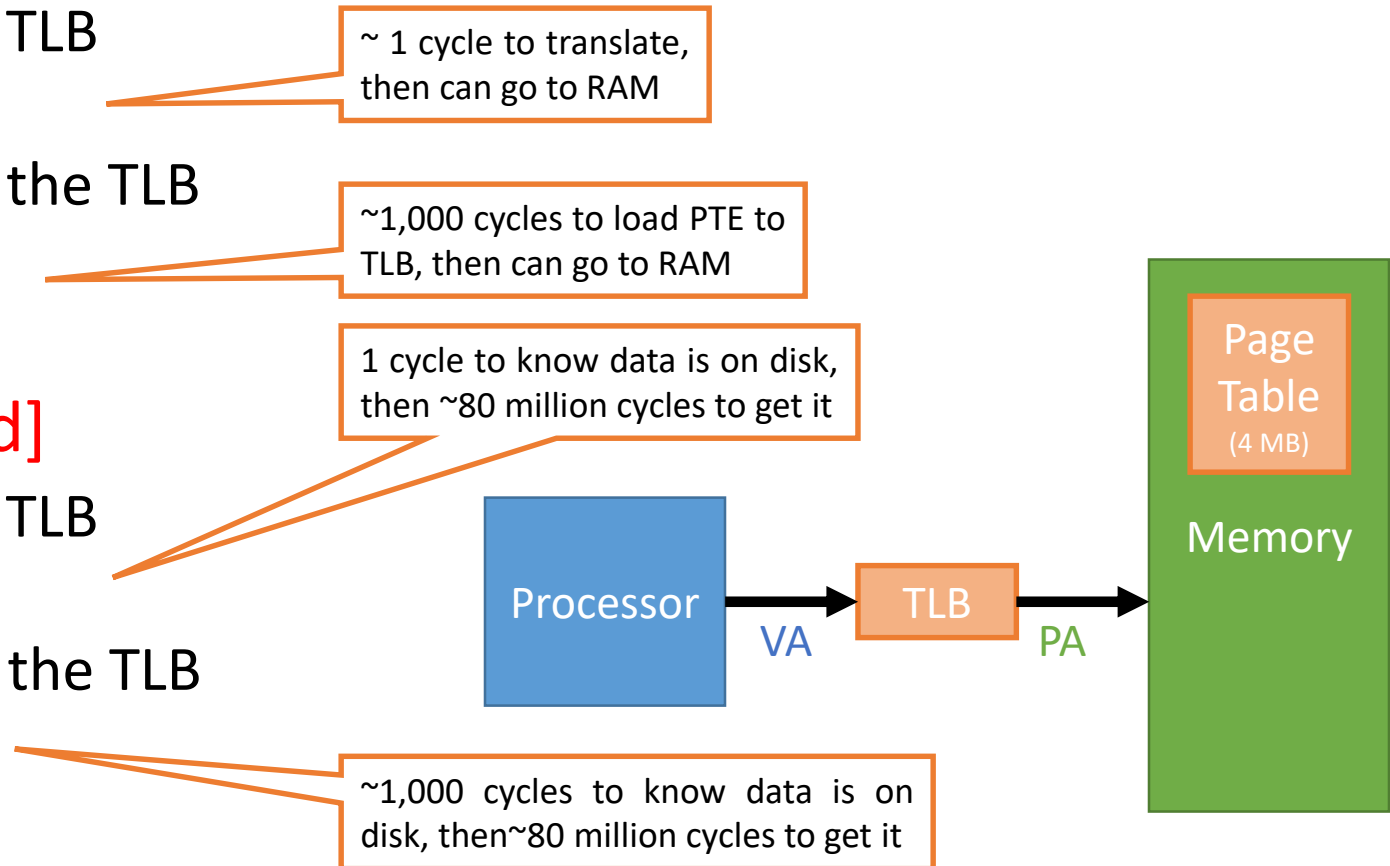 TLB
~ 1 cycle to translate,
then can go to RAM
the TLB
~1,000 cycles to load PTE to
TLB, then can go to RAM
1 cycle to know data is on disk,
then ~80 million cycles to get it
d]
TLB
the TLB
~1,000 cycles to know data is on
disk, then~80 million cycles to get it
Processor
VA
TLB
PA
Page
Table
(4 MB)
Memory